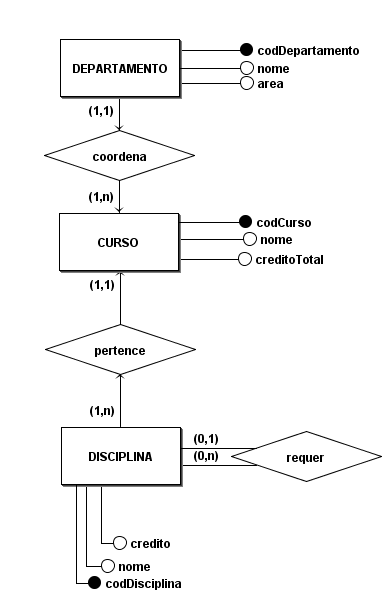 DEPARTAMENTO
codDepartamento
nome
area
(1,1)
coordena
(1,n)
CURSO
codCurso
nome
creditoTotal
(1,1)
pertence
(1,n)
DISCIPLINA
(0,1)
(0,n)
requer
credito
nome
codDisciplina